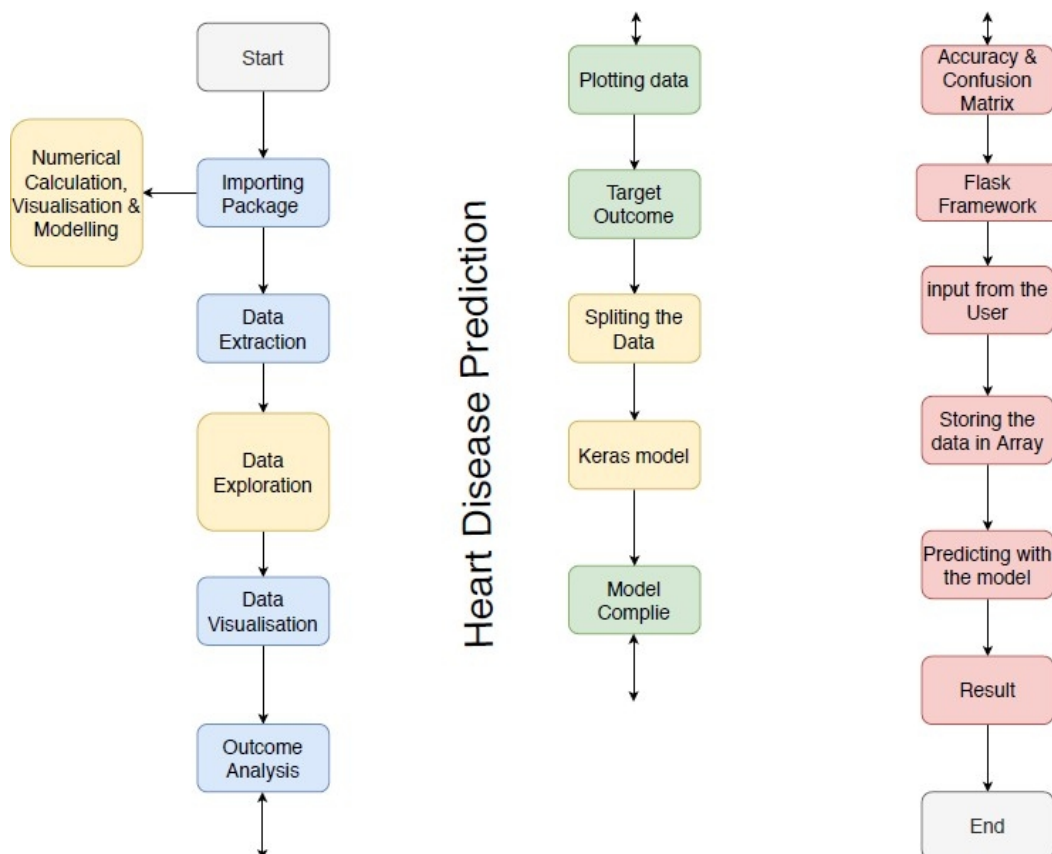 Start
Numerical
Calculation,
Visualisation &
Modelling
Importing
Package
Data
Extraction
Data
Exploration
Data
Visualisation
Outcome
Analysis
Heart Disease Prediction
Plotting data
Target
Outcome
Spliting the
Data
Keras model
Model
Complie
Accuracy &
Confusion
Matrix
Flask
Framework
input from the
User
Storing the
data in Array
Predicting with
the model
Result
End